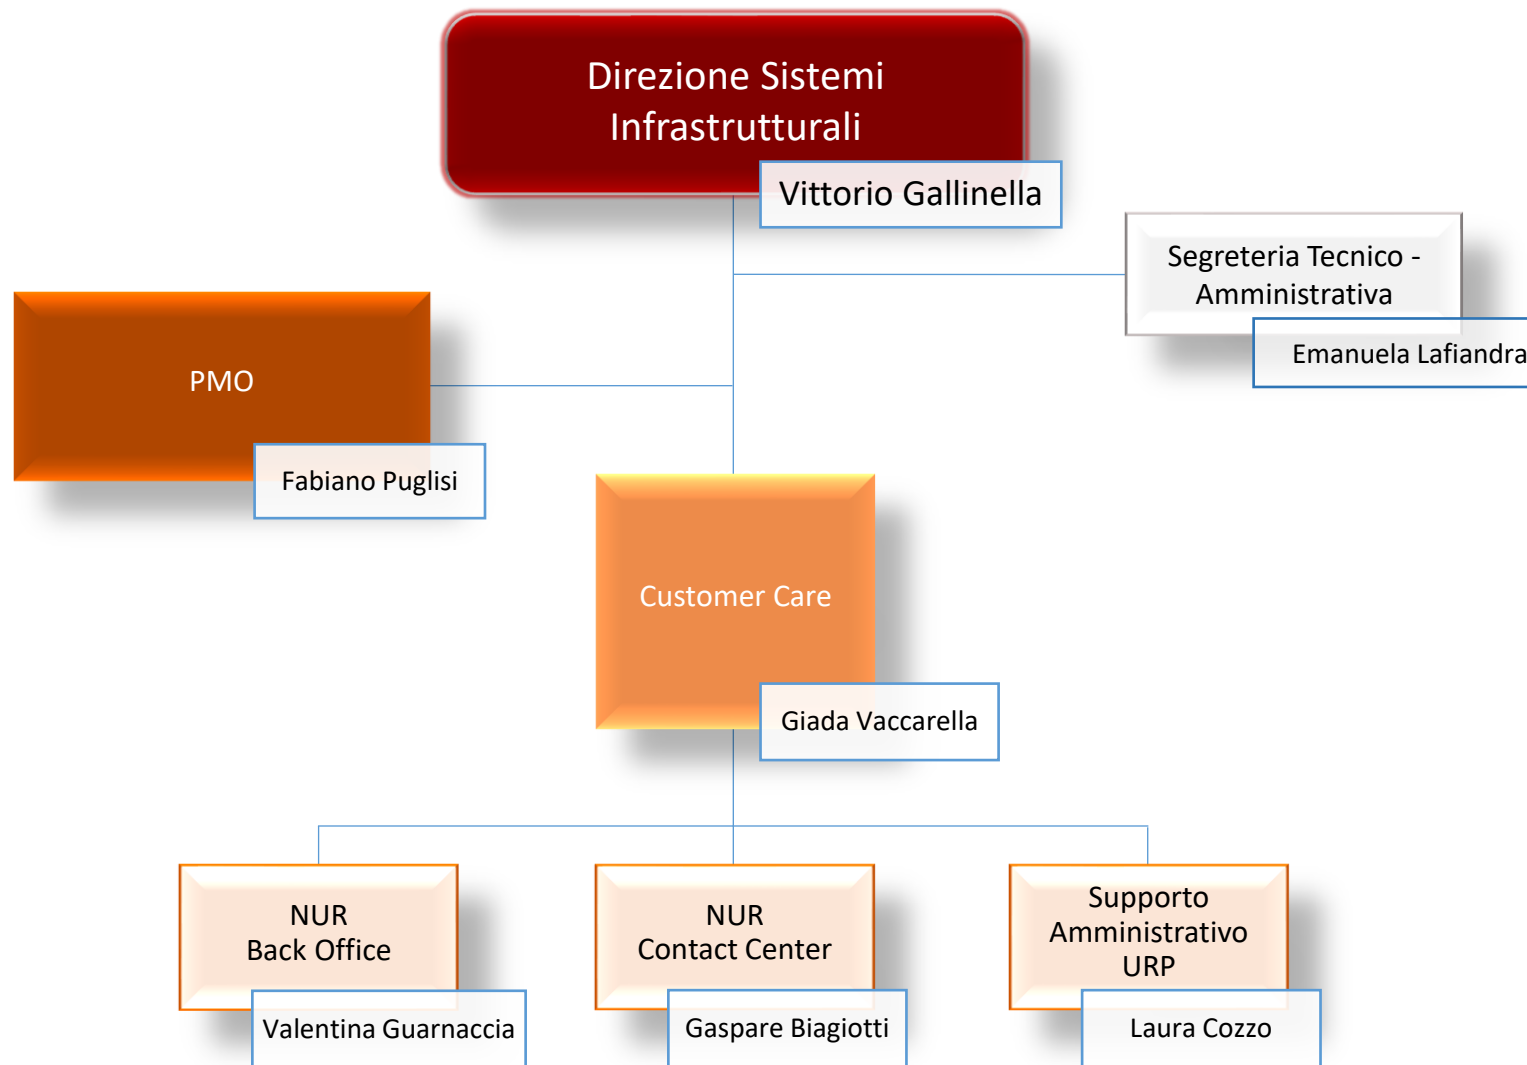 Direzione Sistemi
Infrastrutturali
Vittorio Gallinella
Segreteria Tecnico -
Amministrativa
Emanuela Lafiandra
PMO
Fabiano Puglisi
Customer Care
Giada Vaccarella
NUR
Back Office
Valentina Guarnaccia
NUR
Contact Center
Gaspare Biagiotti
Supporto
Amministrativo
URP
Laura Cozzo